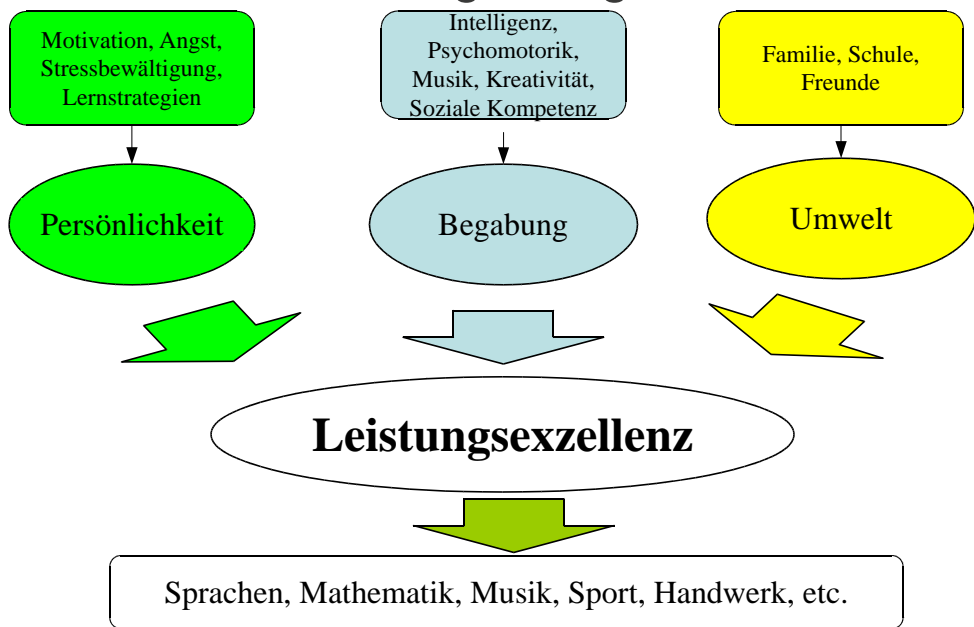 Motivation, Angst,
Stressbewältigung,
Lernstrategien
Intelligenz,
Psychomotorik,
Musik, Kreativität,
Soziale Kompetenz
Familie, Schule,
Freunde
Persönlichkeit
Begabung
Umwelt
Leistungsexzellenz
Sprachen, Mathematik, Musik, Sport, Handwerk, etc.